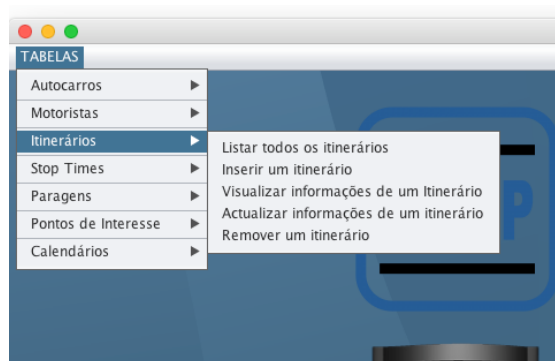 TABELAS
Autocarros
Motoristas
Itinerários
Stop Times
Paragens
Pontos de Interesse
Calendários
Listar todos os itinerários
Inserir um itinerário
Visualizar informações de um Itinerário
Actualizar informações de um itinerário
Remover um itinerário
P